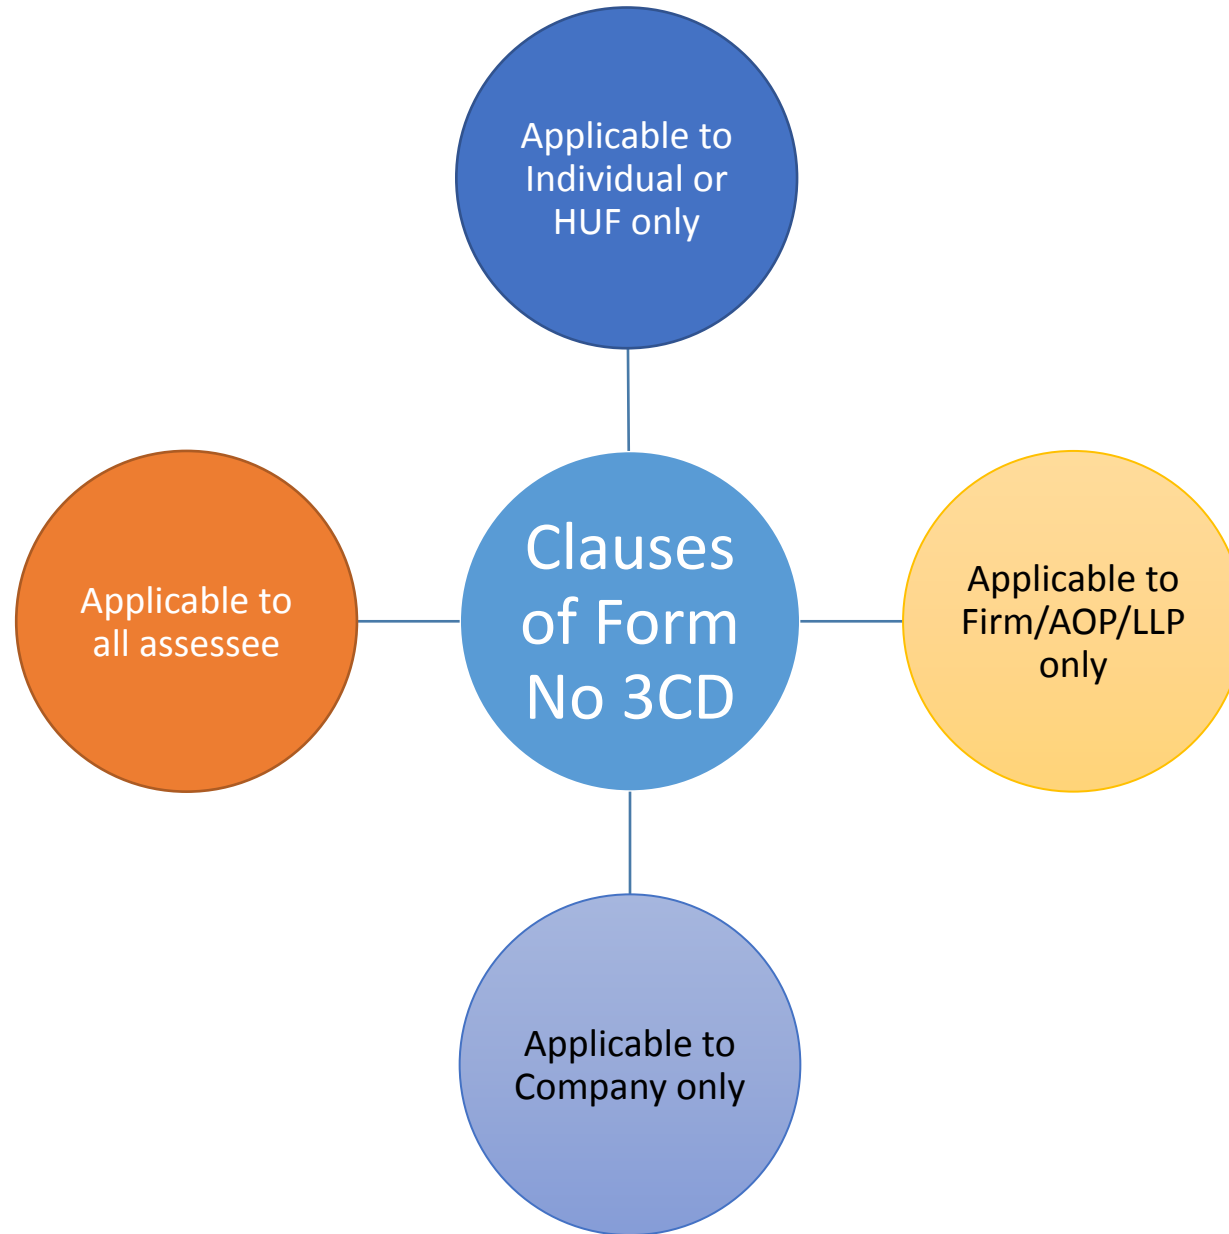 Applicable to
Individual or
HUF only
Applicable to
all assessee
Clauses
of Form
No 3CD
Applicable to
Firm/AOP/LLP
only
Applicable to
Company only